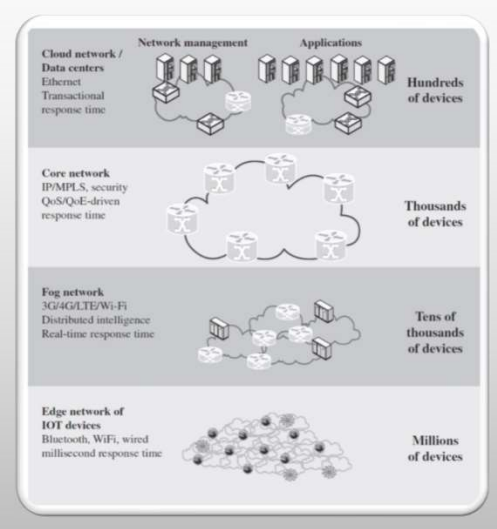 Network management
Applications
Cloud network /
Data centers
Ethernet
Transactional
response time
Hundreds
of devices
Core network
IP/MPLS, security
QoS/QoE-driven
response time
Thousands
of devices
Fog network
3G/4G/LTE/Wi-Fi
Distributed intelligence
Real-time response time
Tens of
thousands
of devices
Edge network of
IOT devices
Bluetooth, WiFi, wired
millisecond response time
Millions
of devices